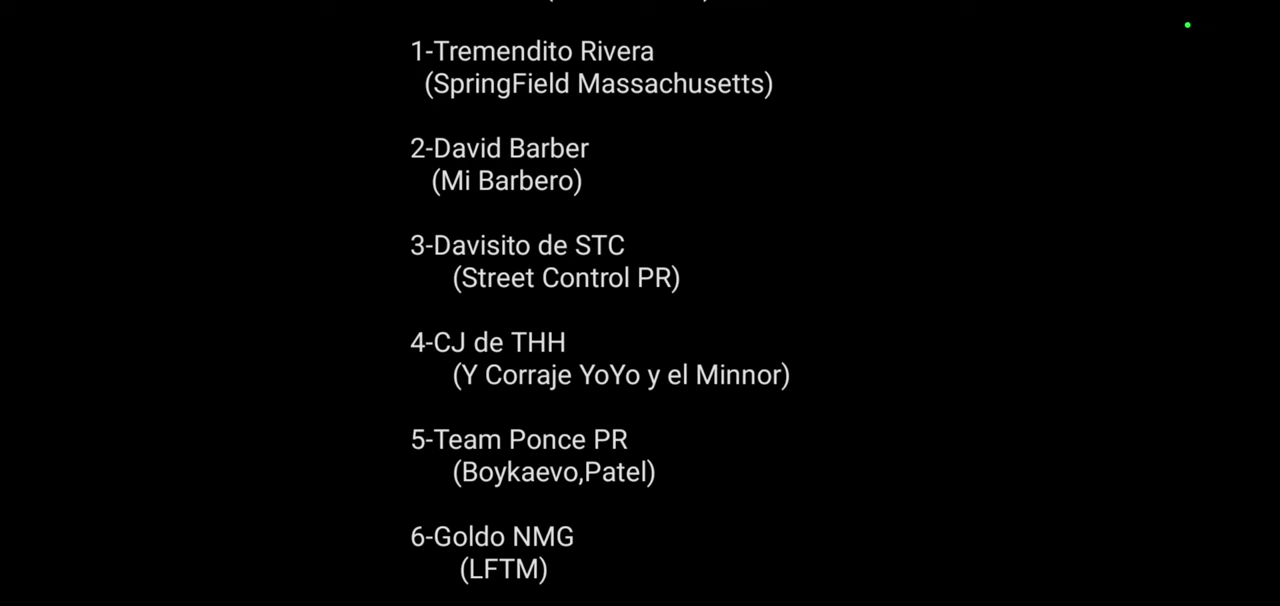 1-Tremendito Rivera
(SpringField Massachusetts)
2-David Barber
(Mi Barbero)
3-Davisito de STC
(Street Control PR)
4-CJ de THH
(Y Corraje YoYo y el Minnor)
5-Team Ponce PR
(Boykaevo,Patel)
6-Goldo NMG
(LFTM)